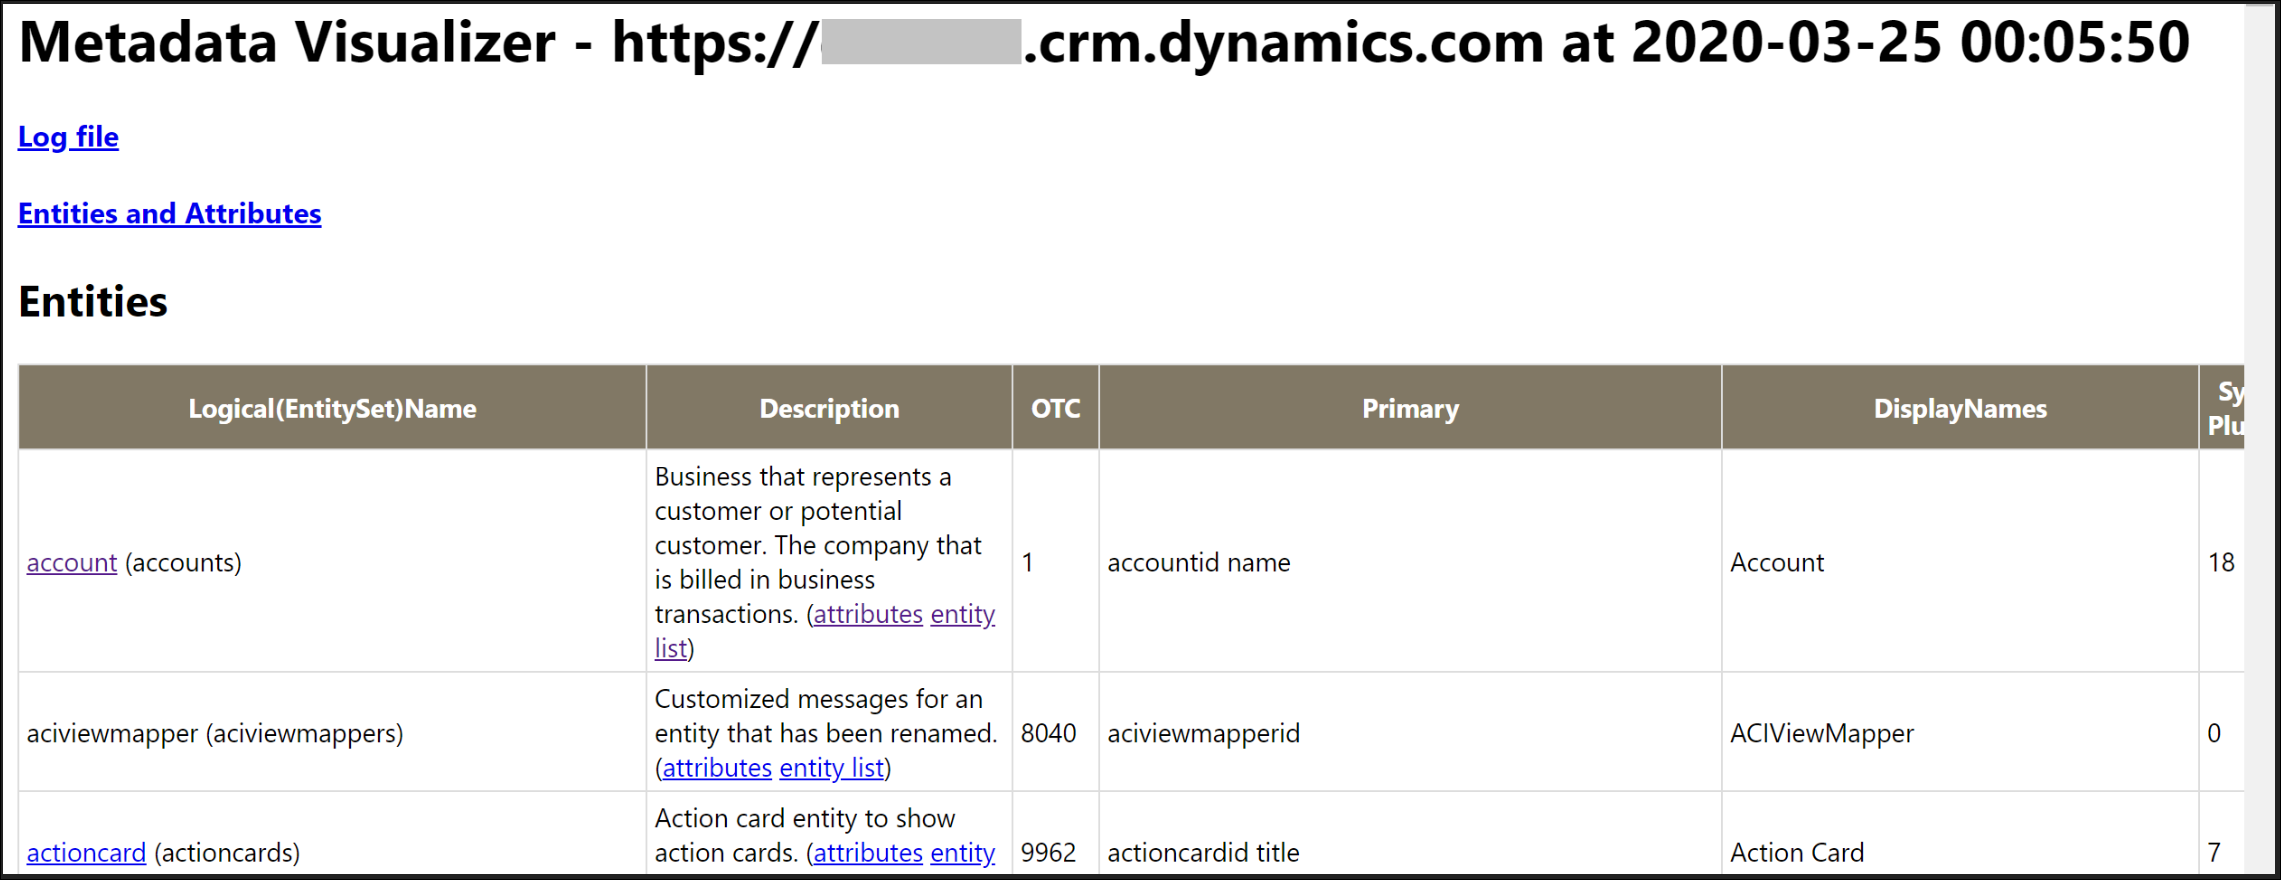 Metadata Visualizer - https://.crm.dynamics.com at 2020-03-25 00:05:50
Log file
Entities and Attributes
Entities
Logical(EntitySet)Name
Description
OTC
Primary
DisplayNames
Sy
Plu
account (accounts)
Business that represents a
customer or potential
customer. The company that
is billed in business
transactions. (attributes entity
list)
1
accountid name
Account
18
aciviewmapper (aciviewmappers)
Customized messages for an
entity that has been renamed.
(attributes entity list)
8040
aciviewmapperid
ACIViewMapper
0
actioncard (actioncards)
Action card entity to show
action cards. (attributes entity
9962
actioncardid title
Action Card
7